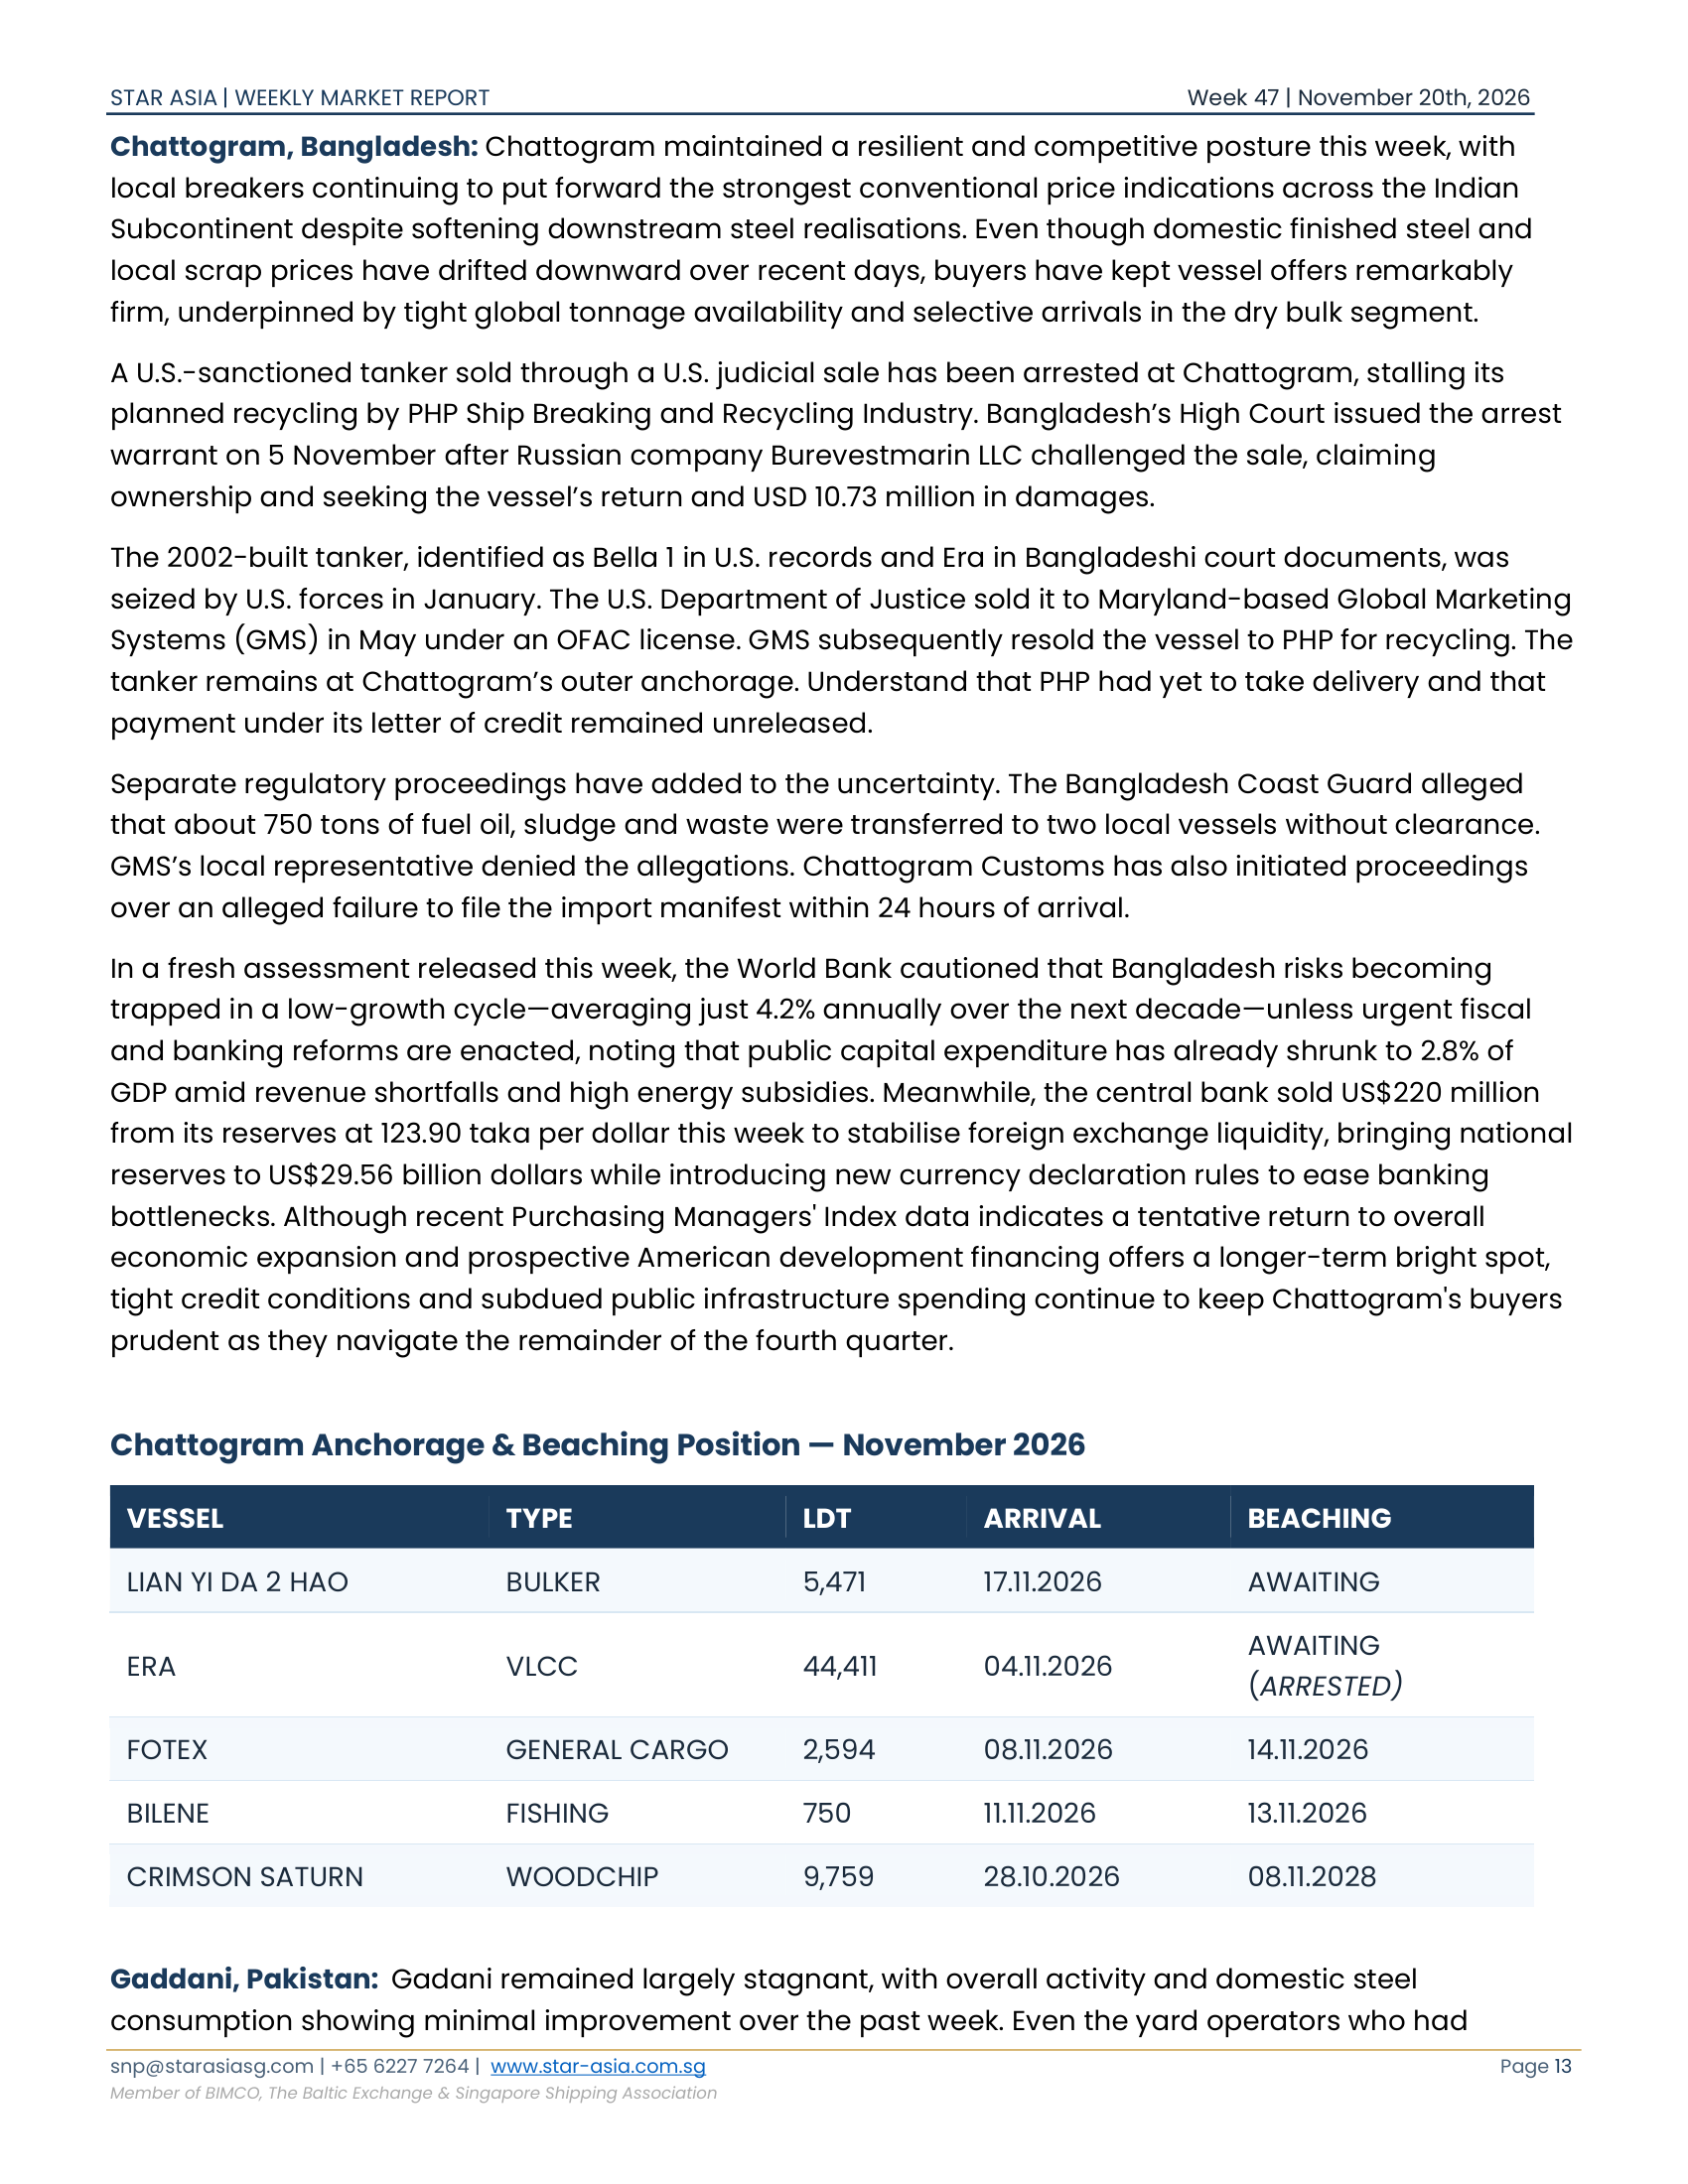 STAR ASIA | WEEKLY MARKET REPORT Week 47 | November 20th, 2026
Chattogram, Bangladesh: Chattogram maintained a resilient and competitive posture this week, with
local breakers continuing to put forward the strongest conventional price indications across the Indian
Subcontinent despite softening downstream steel realisations. Even though domestic finished steel and
local scrap prices have drifted downward over recent days, buyers have kept vessel offers remarkably
firm, underpinned by tight global tonnage availability and selective arrivals in the dry bulk segment.
A U.S.-sanctioned tanker sold through a U.S. judicial sale has been arrested at Chattogram, stalling its
planned recycling by PHP Ship Breaking and Recycling Industry. Bangladesh’s High Court issued the arrest
warrant on 5 November after Russian company Burevestmarin LLC challenged the sale, claiming
ownership and seeking the vessel’s return and USD 10.73 million in damages.
The 2002-built tanker, identified as Bella 1 in U.S. records and Era in Bangladeshi court documents, was
seized by U.S. forces in January. The U.S. Department of Justice sold it to Maryland-based Global Marketing
Systems (GMS) in May under an OFAC license. GMS subsequently resold the vessel to PHP for recycling. The
tanker remains at Chattogram’s outer anchorage. Understand that PHP had yet to take delivery and that
payment under its letter of credit remained unreleased.
Separate regulatory proceedings have added to the uncertainty. The Bangladesh Coast Guard alleged
that about 750 tons of fuel oil, sludge and waste were transferred to two local vessels without clearance.
GMS’s local representative denied the allegations. Chattogram Customs has also initiated proceedings
over an alleged failure to file the import manifest within 24 hours of arrival.
In a fresh assessment released this week, the World Bank cautioned that Bangladesh risks becoming
trapped in a low-growth cycle—averaging just 4.2% annually over the next decade—unless urgent fiscal
and banking reforms are enacted, noting that public capital expenditure has already shrunk to 2.8% of
GDP amid revenue shortfalls and high energy subsidies. Meanwhile, the central bank sold US$220 million
from its reserves at 123.90 taka per dollar this week to stabilise foreign exchange liquidity, bringing national
reserves to US$29.56 billion dollars while introducing new currency declaration rules to ease banking
bottlenecks. Although recent Purchasing Managers' Index data indicates a tentative return to overall
economic expansion and prospective American development financing offers a longer-term bright spot,
tight credit conditions and subdued public infrastructure spending continue to keep Chattogram's buyers
prudent as they navigate the remainder of the fourth quarter.
Chattogram Anchorage & Beaching Position — November 2026
VESSEL TYPE LDT ARRIVAL BEACHING
LIAN YI DA 2 HAO BULKER 5,471 17.11.2026 AWAITING
ERA VLCC 44,411 04.11.2026 AWAITING
(ARRESTED)
FOTEX GENERAL CARGO 2,594 08.11.2026 14.11.2026
BILENE FISHING 750 11.11.2026 13.11.2026
CRIMSON SATURN WOODCHIP 9,759 28.10.2026 08.11.2028
Gaddani, Pakistan: Gadani remained largely stagnant, with overall activity and domestic steel
consumption showing minimal improvement over the past week. Even the yard operators who had
snp@starasiasg.com | +65 6227 7264 | www.star-asia.com.sg Page 13
Member of BIMCO, The Baltic Exchange & Singapore Shipping Association